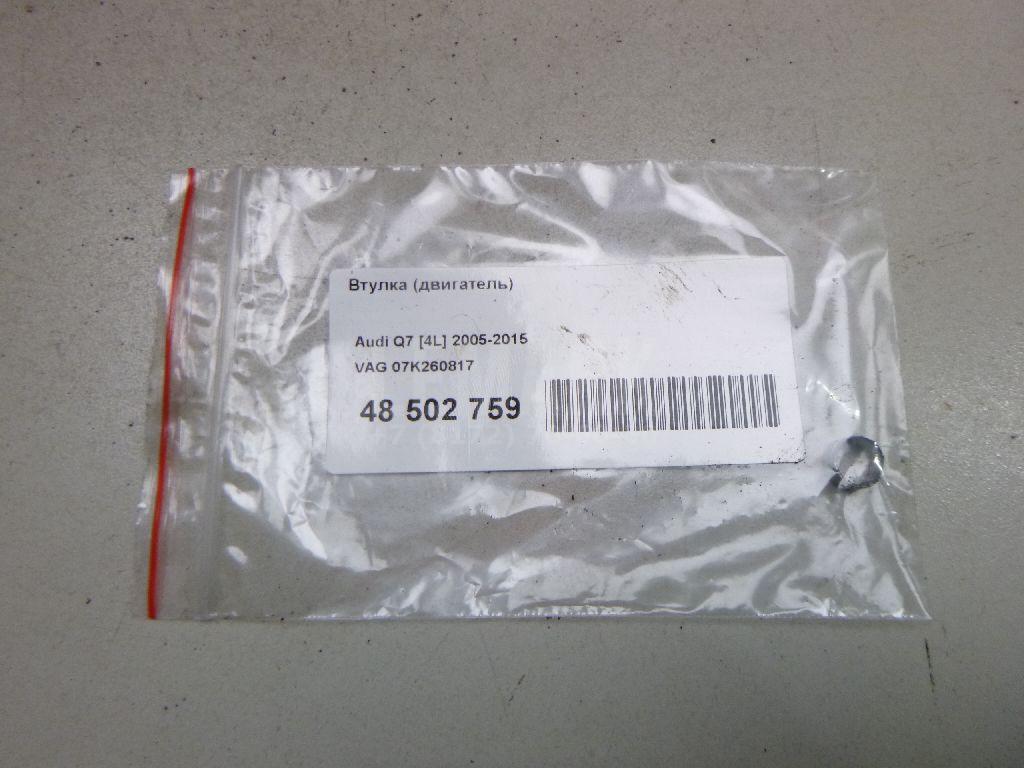 Втулка (двигатель)
Audi Q7 [4L] 2005-2015
VAG 07K260817
48 502 759